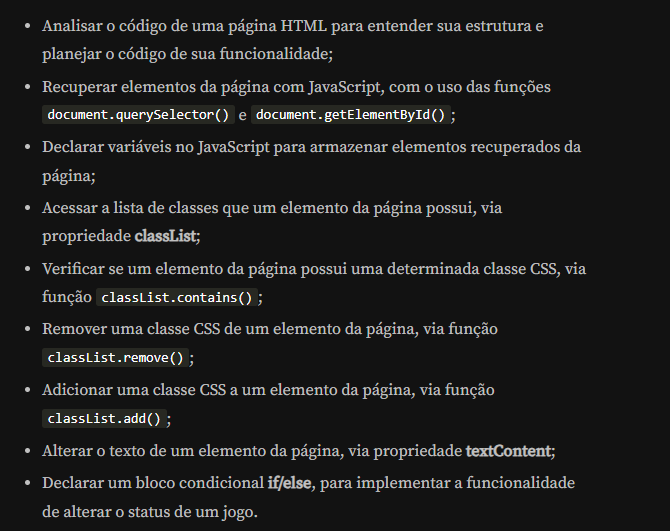 • Analisar o código de uma página HTML para entender sua estrutura e
planejar o código de sua funcionalidade;
• Recuperar elementos da página com JavaScript, com o uso das funções
document.querySelector() e document.getElementById();
• Declarar variáveis no JavaScript para armazenar elementos recuperados da
página;
• Acessar a lista de classes que um elemento da página possui, via
propriedade classList;
• Verificar se um elemento da página possui uma determinada classe CSS, via
função classList.contains();
• Remover uma classe CSS de um elemento da página, via função
classList.remove();
• Adicionar uma classe CSS a um elemento da página, via função
classList.add();
• Alterar o texto de um elemento da página, via propriedade textContent;
• Declarar um bloco condicional if/else, para implementar a funcionalidade
de alterar o status de um jogo.